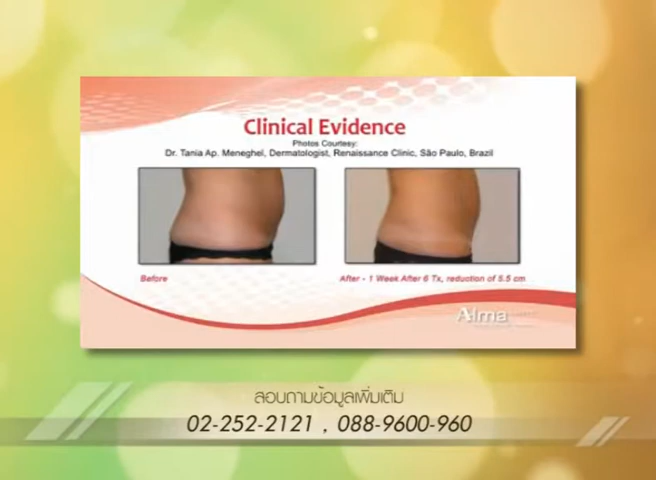 Clinical Evidence
Photos Courtesy:
Dr. Tania Ap. Meneghel, Dermatologist, Renaissance Clinic, São Paulo, Brazil
Before
After - 1 Week After 6 Tx, reduction of 5.5 cm
Alma
สอบถามข้อมูลเพิ่มเติม
02-252-2121 , 088-9600-960